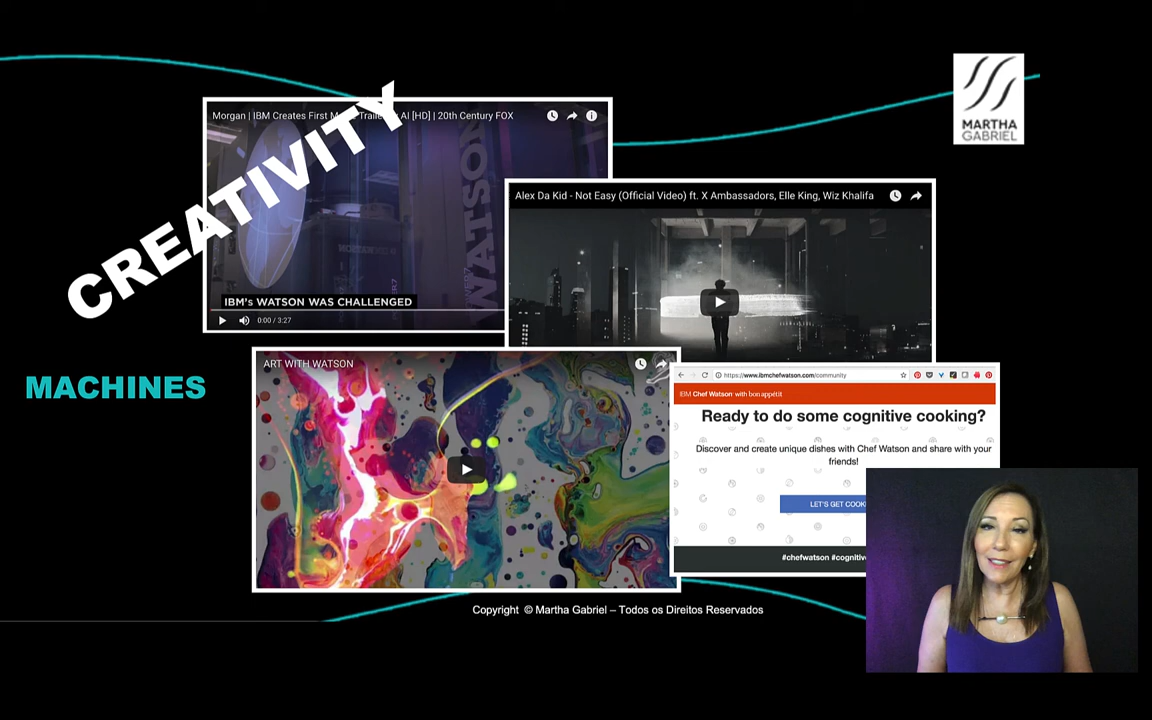 MARTHA
GABRIEL
CREATIVITY
MACHINES
Morgan | IBM Creates First M Traile AI [HD] | 20th Century FOX
WATSON
IBM's WATSON WAS CHALLENGED
0:00 / 3:27
Alex Da Kid - Not Easy (Official Video) ft. X Ambassadors, Elle King, Wiz Khalifa
ART WITH WATSON
https://www.ibmchefwatson.com/community
IBM Chef Watson with bon appétit
Ready to do some cognitive cooking?
Discover and create unique dishes with Chef Watson and share with your
friends!
LET'S GET COOK
#chefwatson #cognitiv
Copyright © Martha Gabriel – Todos os Direitos Reservados